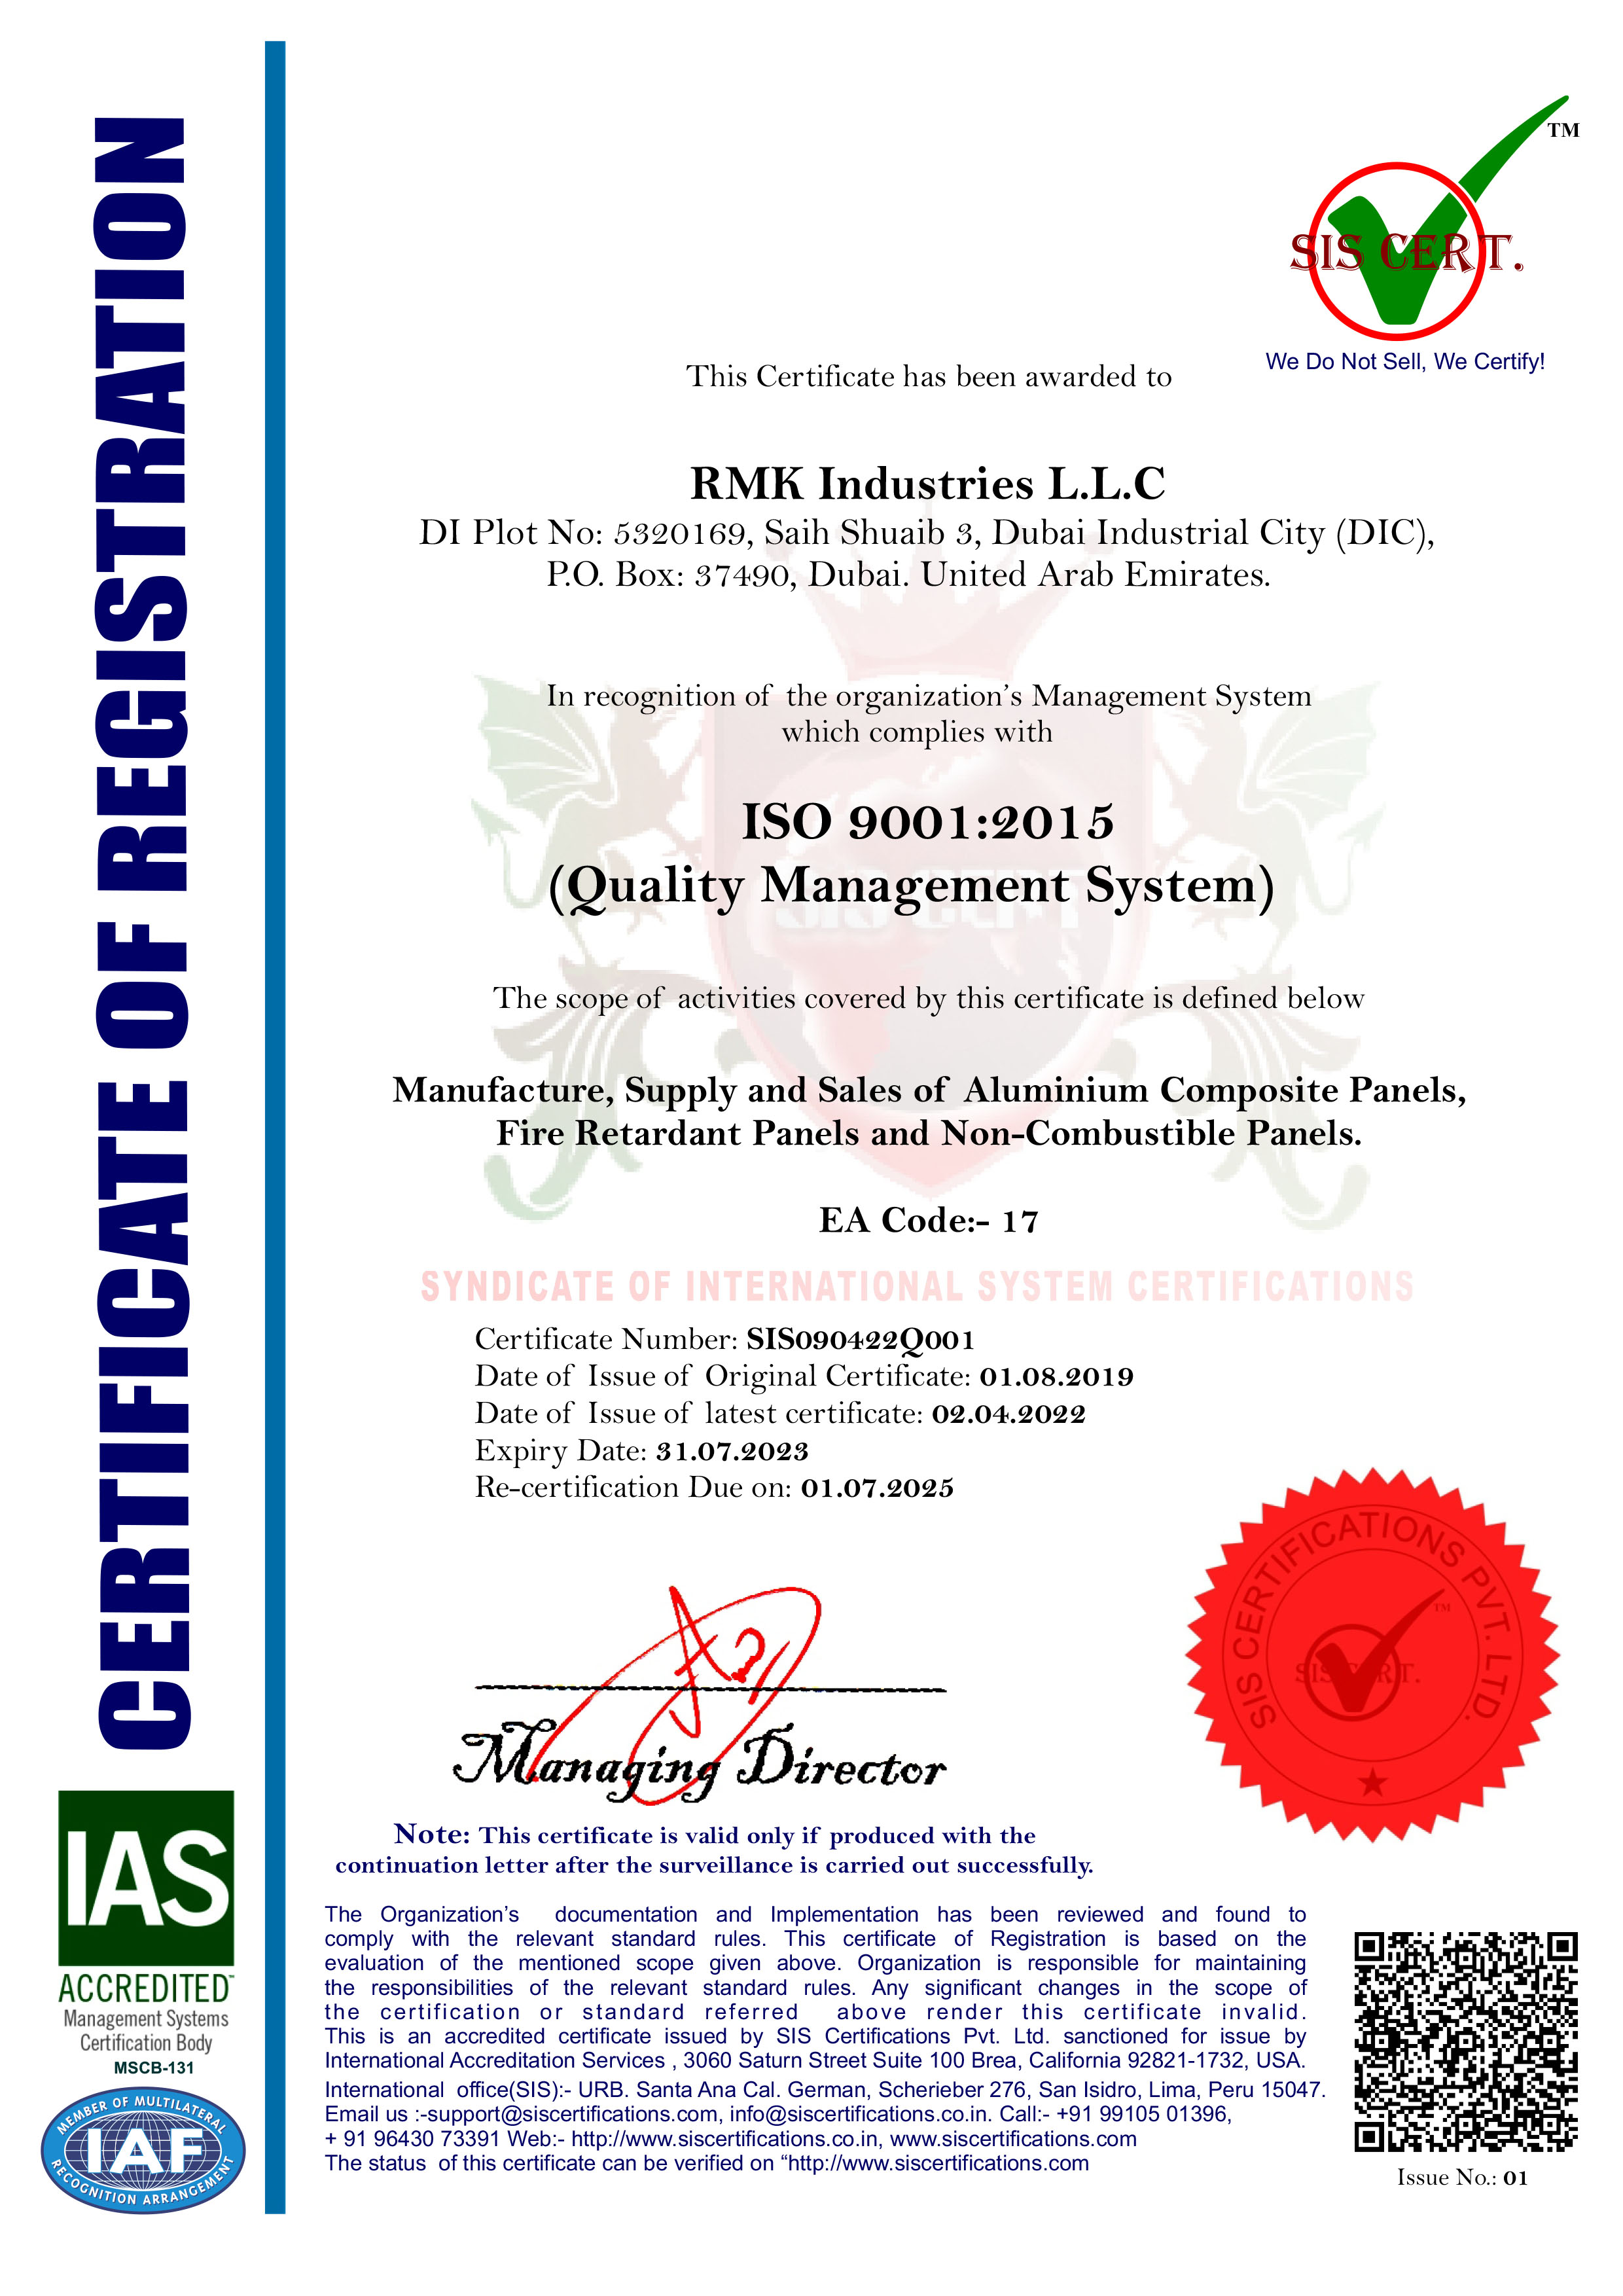 CERTIFICATE OF REGISTRATION
TM
SIS CERT.
We Do Not Sell, We Certify!
This Certificate has been awarded to
RMK Industries L.L.C
DI Plot No: 5320169, Saih Shuaib 3, Dubai Industrial City (DIC),
P.O. Box: 37490, Dubai. United Arab Emirates.
In recognition of the organization's Management System
which complies with
ISO 9001:2015
(Quality Management System)
SIS CERT
The scope of activities covered by this certificate is defined below
Manufacture, Supply and Sales of Aluminium Composite Panels,
Fire Retardant Panels and Non-Combustible Panels.
EA Code:- 17
SYNDICATE OF INTERNATIONAL SYSTEM CERTIFICATIONS
Certificate Number: SIS090422Q001
Date of Issue of Original Certificate: 01.08.2019
Date of Issue of latest certificate: 02.04.2022
Expiry Date: 31.07.2023
Re-certification Due on: 01.07.2025
SIS CERTIFICATIONS PVT. LTD.
TM
SIS CERT.
Managing Director
Note: This certificate is valid only if produced with the
continuation letter after the surveillance is carried out successfully.
The Organization's documentation and Implementation has been reviewed and found to
comply with the relevant standard rules. This certificate of Registration is based on the
evaluation of the mentioned scope given above. Organization is responsible for maintaining
the responsibilities of the relevant standard rules. Any significant changes in the scope of
the certification or standard referred above render this certificate invalid.
This is an accredited certificate issued by SIS Certifications Pvt. Ltd. sanctioned for issue by
International Accreditation Services , 3060 Saturn Street Suite 100 Brea, California 92821-1732, USA.
International office(SIS):- URB. Santa Ana Cal. German, Scherieber 276, San Isidro, Lima, Peru 15047.
Email us :-support@siscertifications.com, info@siscertifications.co.in. Call:- +91 99105 01396,
+ 91 96430 73391 Web:- http://www.siscertifications.co.in, www.siscertifications.com
The status of this certificate can be verified on “http://www.siscertifications.com
Issue No.: 01
IAS
ACCREDITED™
Management Systems
Certification Body
MSCB-131
MEMBER OF MULTILATERAL
IAF
RECOGNITION ARRANGEMENT